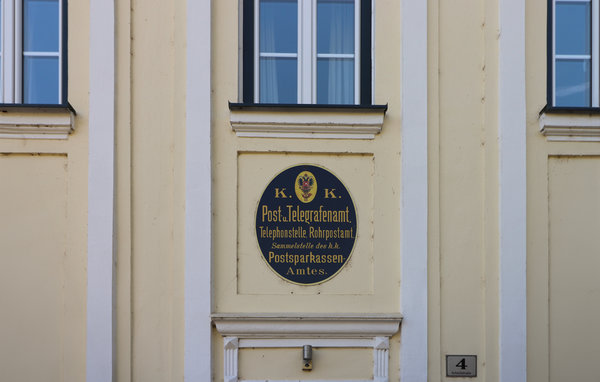 K. K.
Post u. Telegrafenamt.
Telephonstelle, Rohrpostamt.
Sammelstelle des k.k.
Postsparkassen-
Amtes.
4